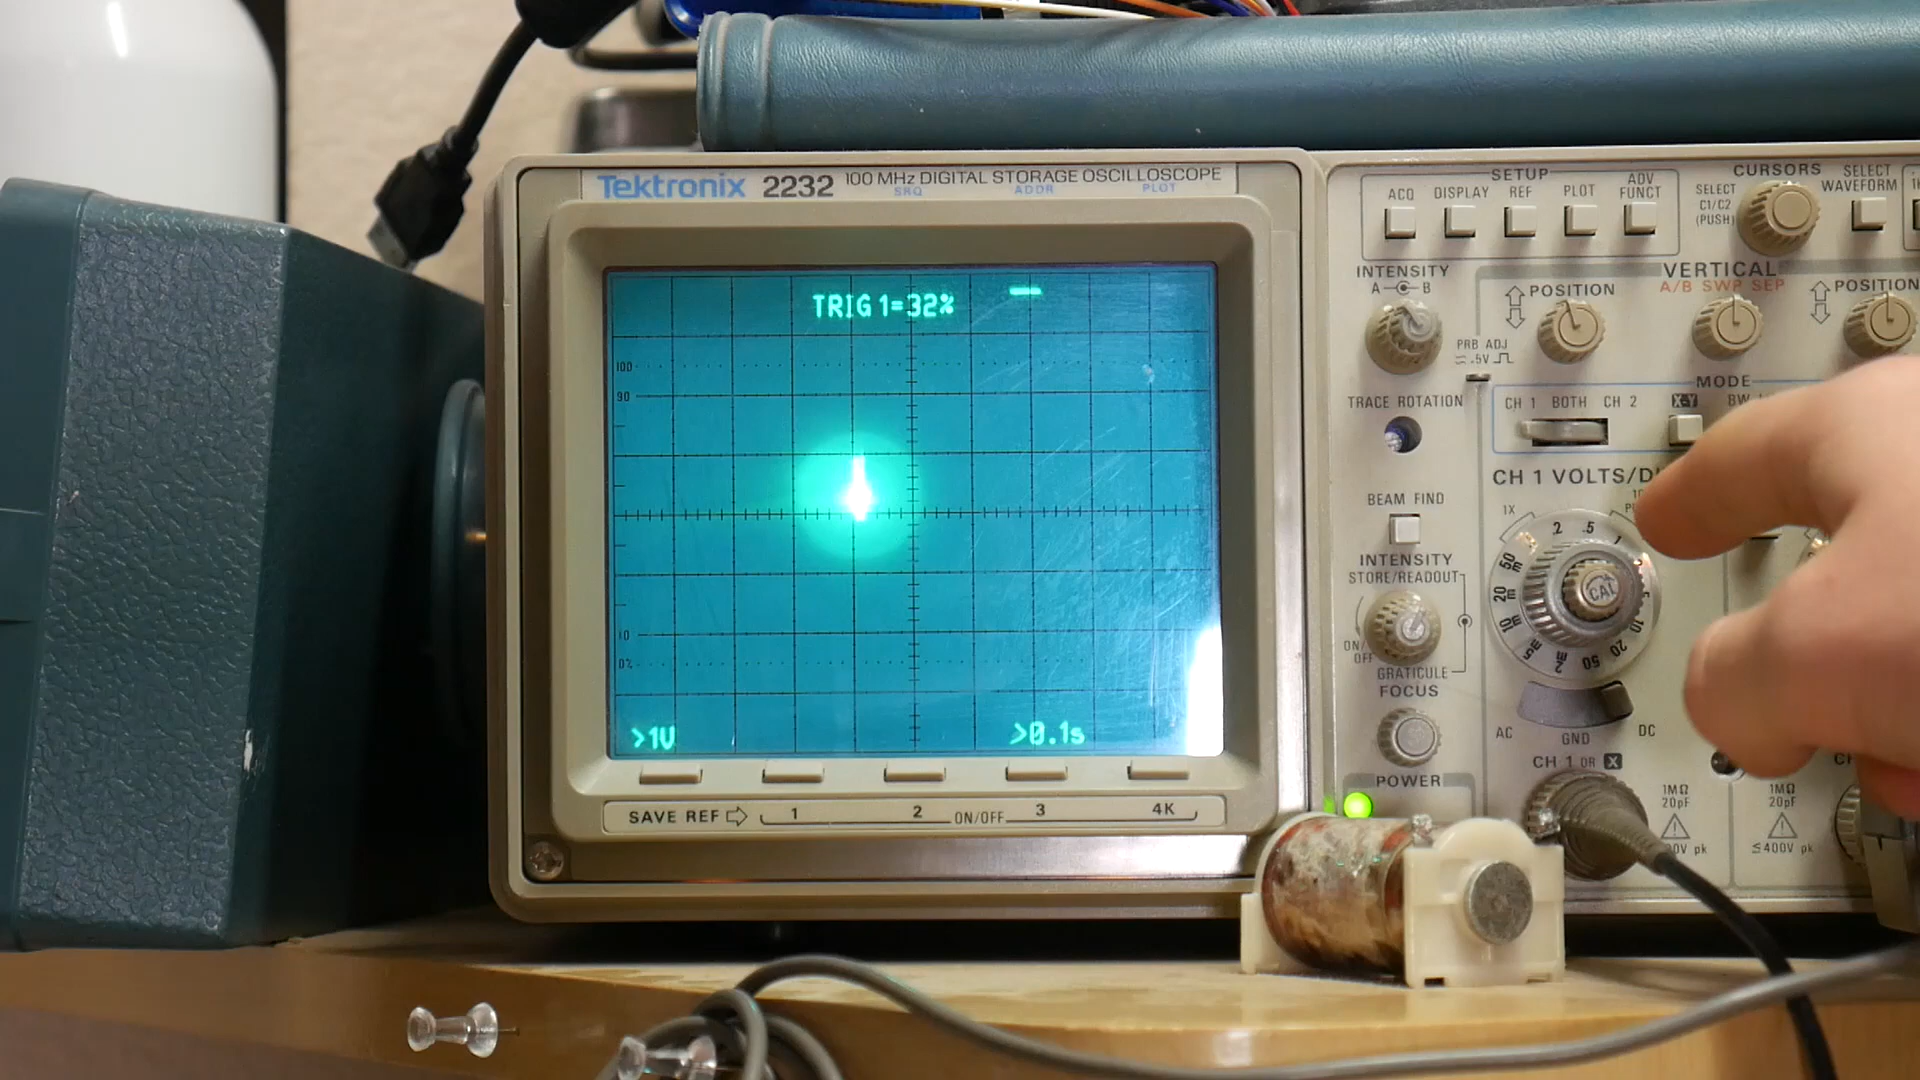 Tektronix 2232 100 MHz DIGITAL STORAGE OSCILLOSCOPE
SRQ ADDR PLOT
TRIG1=32%
100
90
10
0%
>1V >0.1s
SAVE REF 1 2 ON/OFF 3 4K
SETUP
ACQ DISPLAY REF PLOT ADV FUNCT
CURSORS
SELECT C1/C2 (PUSH)
SELECT WAVEFORM
INTENSITY
A B
VERTICAL
POSITION A/B SWP SEP POSITION
PRB ADJ
.5V
TRACE ROTATION
MODE
CH 1 BOTH CH 2 X-Y BW
BEAM FIND
CH 1 VOLTS/DI
1X
.2 .5 1
50 m
20
10
5
2
50 20 10 5
CAL
INTENSITY
STORE/READOUT
ON/OFF
GRATICULE
FOCUS
AC GND DC
POWER
CH 1 OR X
1MΩ 20pF
1MΩ 20pF
≤400V pk